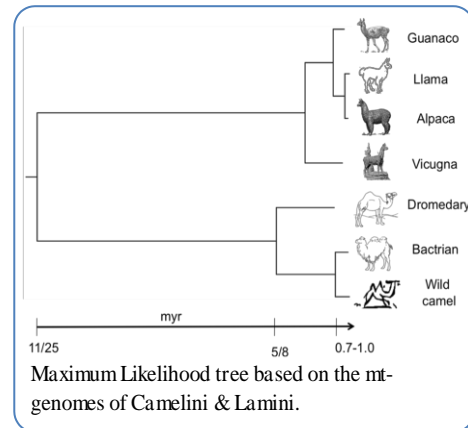 Guanaco
Llama
Alpaca
Vicugna
Dromedary
Bactrian
Wild
camel
myr
11/25
5/8
0.7-1.0
Maximum Likelihood tree based on the mt-
genomes of Camelini & Lamini.